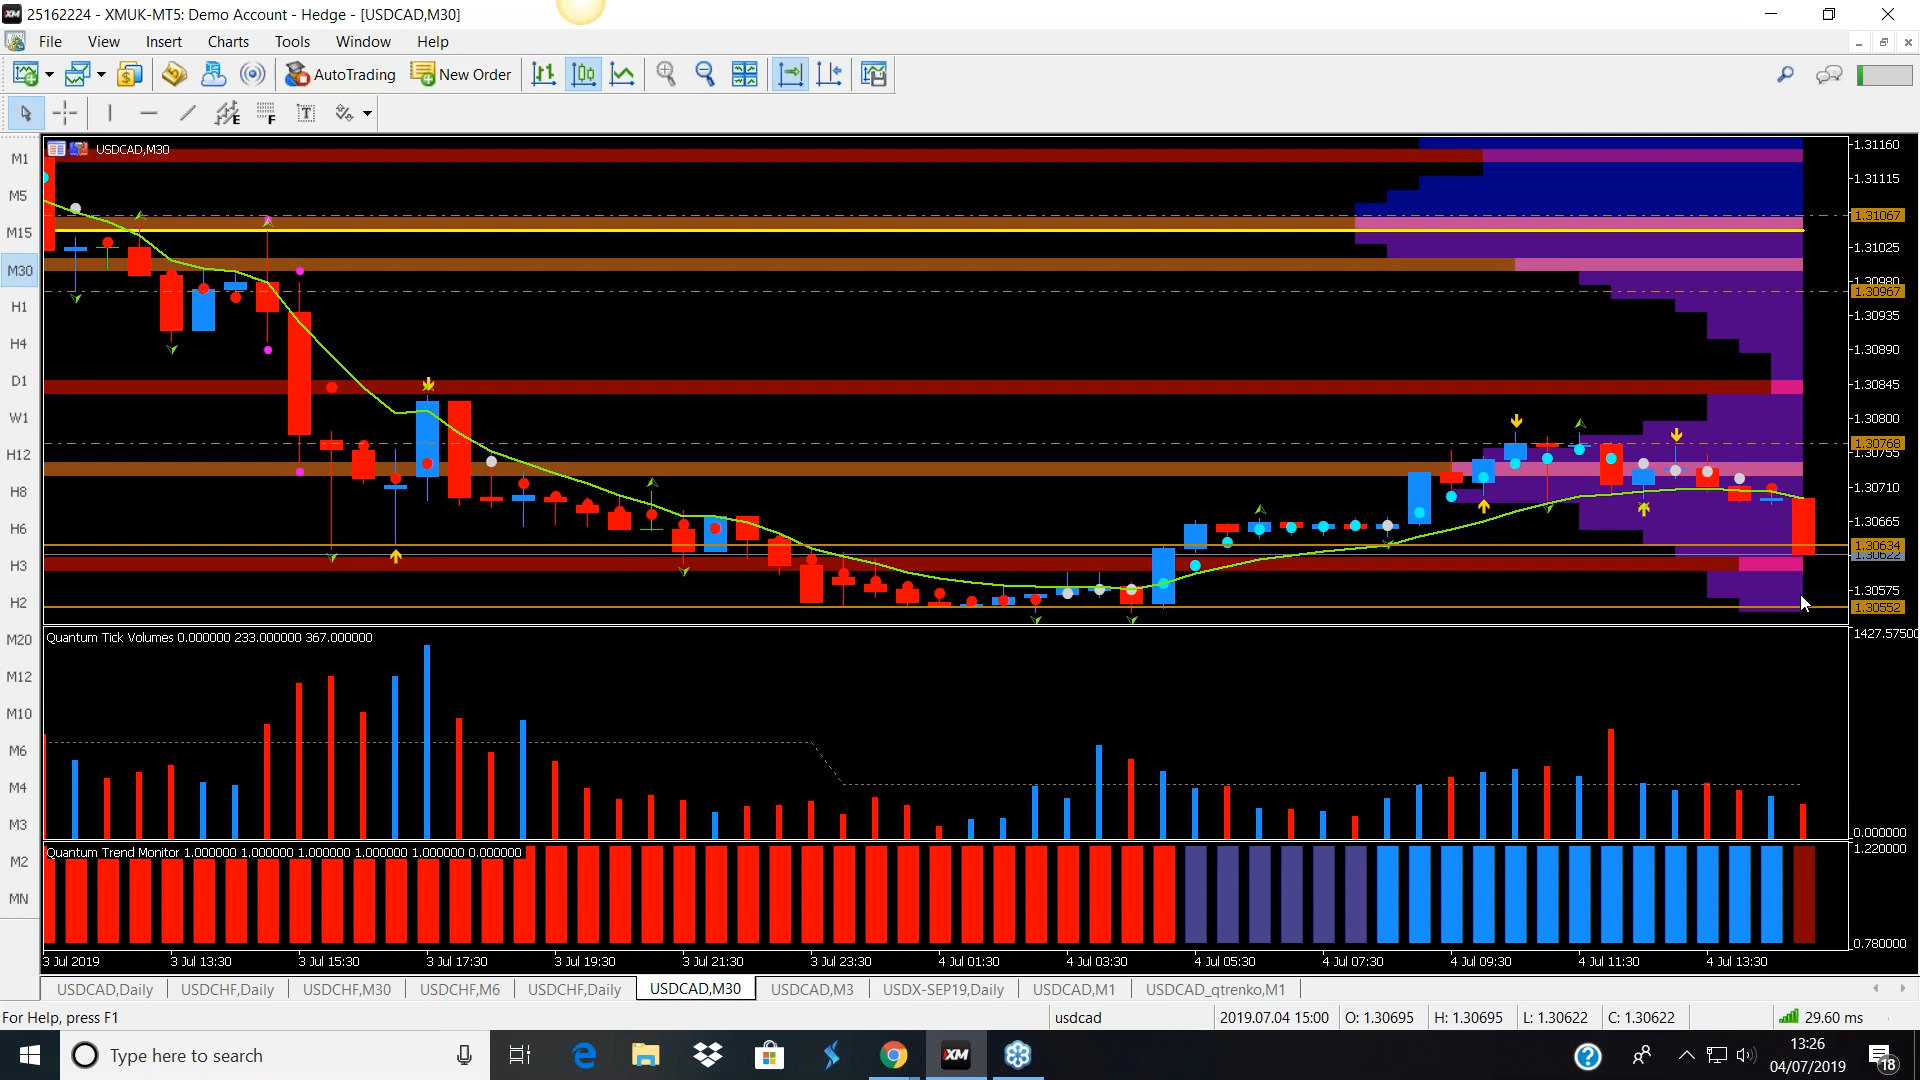 25162224 - XMUK-MT5: Demo Account - Hedge - [USDCAD,M30]
File View Insert Charts Tools Window Help
AutoTrading New Order
E F T
M1
M5
M15
M30
H1
H4
D1
W1
H12
H8
H6
H3
H2
M20
M12
M10
M6
M4
M3
M2
MN
USDCAD,M30
1.31160
1.31115
1.31067
1.31025
1.30980
1.30967
1.30935
1.30890
1.30845
1.30800
1.30768
1.30755
1.30710
1.30665
1.30634
1.30622
1.30575
1.30552
Quantum Tick Volumes 0.000000 233.000000 367.000000
1427.57500
0.000000
Quantum Trend Monitor 1.000000 1.000000 1.000000 1.000000 1.000000 0.000000
1.220000
0.780000
3 Jul 2019 3 Jul 13:30 3 Jul 15:30 3 Jul 17:30 3 Jul 19:30 3 Jul 21:30 3 Jul 23:30 4 Jul 01:30 4 Jul 03:30 4 Jul 05:30 4 Jul 07:30 4 Jul 09:30 4 Jul 11:30 4 Jul 13:30
USDCAD,Daily USDCHF,Daily USDCHF,M30 USDCHF,M6 USDCHF,Daily USDCAD,M30 USDCAD,M3 USDX-SEP19,Daily USDCAD,M1 USDCAD_qtrenko,M1
For Help, press F1 usdcad 2019.07.04 15:00 O: 1.30695 H: 1.30695 L: 1.30622 C: 1.30622 29.60 ms
Type here to search XM 13:26
04/07/2019 18